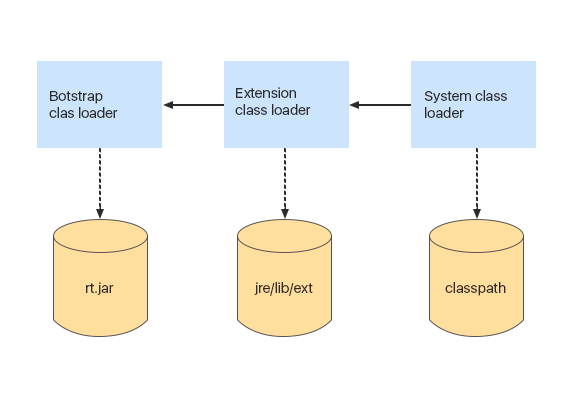 Botstrap
clas loader
Extension
class loader
System class
loader
rt.jar
jre/lib/ext
classpath